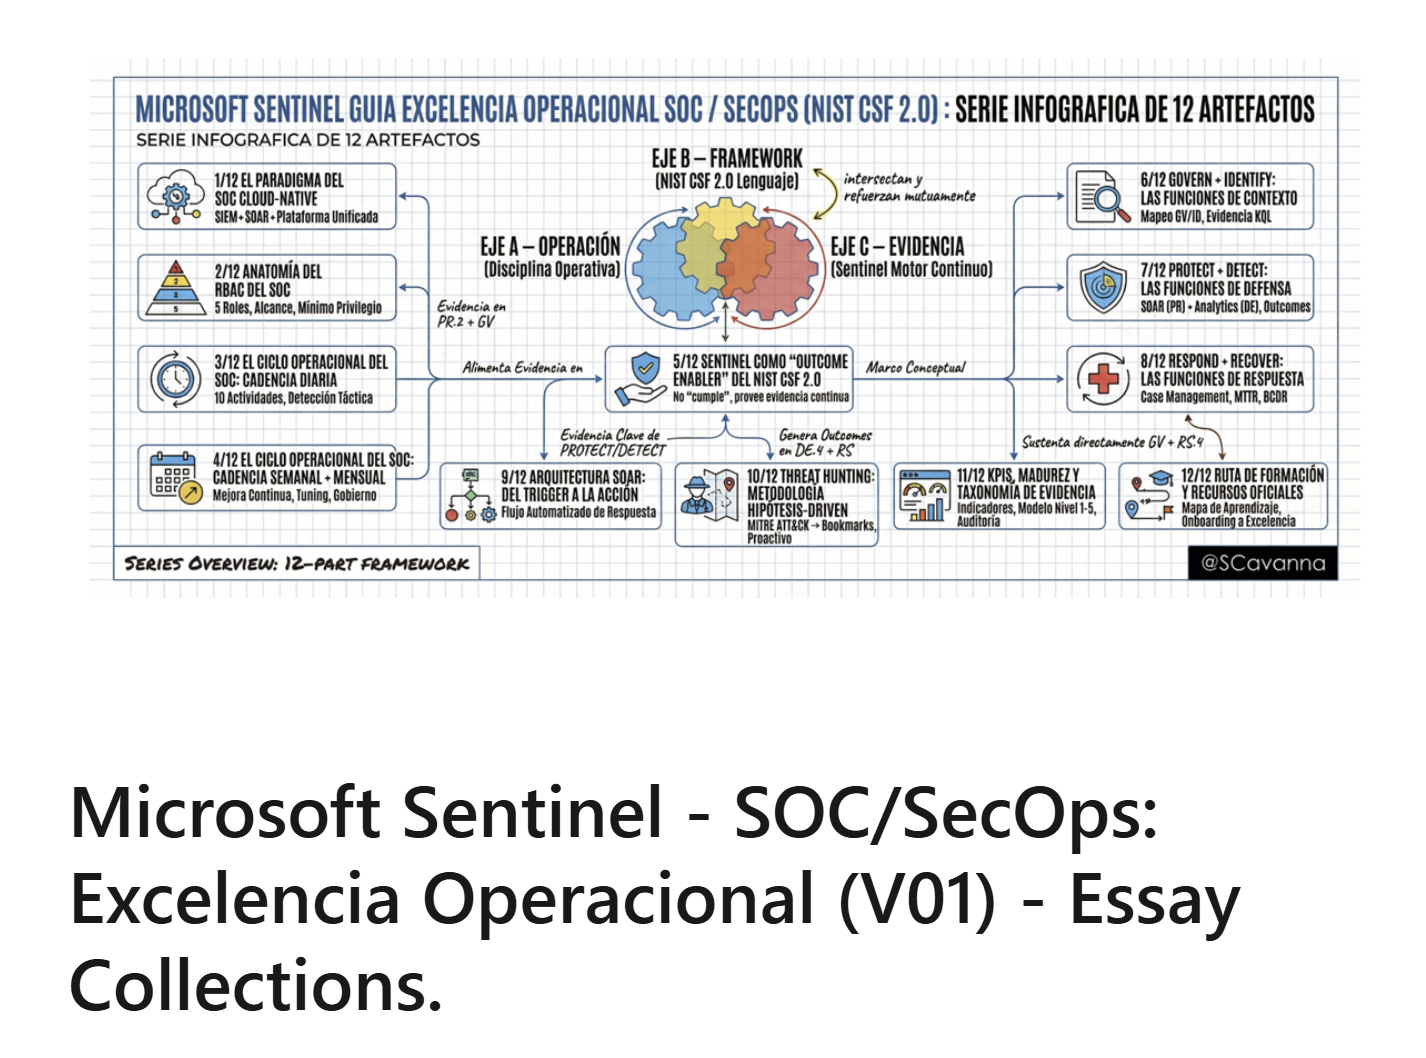 MICROSOFT SENTINEL GUIA EXCELENCIA OPERACIONAL SOC / SECOPS (NIST CSF 2.0) : SERIE INFOGRAFICA DE 12 ARTEFACTOS
SERIE INFOGRAFICA DE 12 ARTEFACTOS
1/12 EL PARADIGMA DEL
SOC CLOUD-NATIVE
SIEM + SOAR + Plataforma Unificada
1
2
3
5
2/12 ANATOMÍA DEL
RBAC DEL SOC
5 Roles, Alcance, Mínimo Privilegio
3/12 EL CICLO OPERACIONAL DEL
SOC: CADENCIA DIARIA
10 Actividades, Detección Táctica
4/12 EL CICLO OPERACIONAL DEL SOC:
CADENCIA SEMANAL + MENSUAL
Mejora Continua, Tuning, Gobierno
EJE B – FRAMEWORK
(NIST CSF 2.0 Lenguaje)
intersectan y
refuerzan mutuamente
EJE A – OPERACIÓN
(Disciplina Operativa)
EJE C – EVIDENCIA
(Sentinel Motor Continuo)
Evidencia en
PR.2 + GV
Alimenta Evidencia en
5/12 SENTINEL COMO “OUTCOME
ENABLER” DEL NIST CSF 2.0
No “cumple”, provee evidencia continua
Marco Conceptual
6/12 GOVERN + IDENTIFY:
LAS FUNCIONES DE CONTEXTO
Mapeo GV/ID, Evidencia KQL
7/12 PROTECT + DETECT:
LAS FUNCIONES DE DEFENSA
SOAR (PR) + Analytics (DE), Outcomes
8/12 RESPOND + RECOVER:
LAS FUNCIONES DE RESPUESTA
Case Management, MTTR, BCDR
Evidencia Clave de
PROTECT/DETECT
Genera Outcomes
en DE.4 + RS
Sustenta directamente GV + RS.4
9/12 ARQUITECTURA SOAR:
DEL TRIGGER A LA ACCIÓN
Flujo Automatizado de Respuesta
10/12 THREAT HUNTING:
METODOLOGÍA
HIPÓTESIS-DRIVEN
MITRE ATT&CK → Bookmarks,
Proactivo
11/12 KPIS, MADUREZ Y
TAXONOMÍA DE EVIDENCIA
Indicadores, Modelo Nivel 1-5,
Auditoría
12/12 RUTA DE FORMACIÓN
Y RECURSOS OFICIALES
Mapa de Aprendizaje,
Onboarding a Excelencia
SERIES OVERVIEW: 12-PART FRAMEWORK
@SCavanna
Microsoft Sentinel - SOC/SecOps:
Excelencia Operacional (V01) - Essay
Collections.